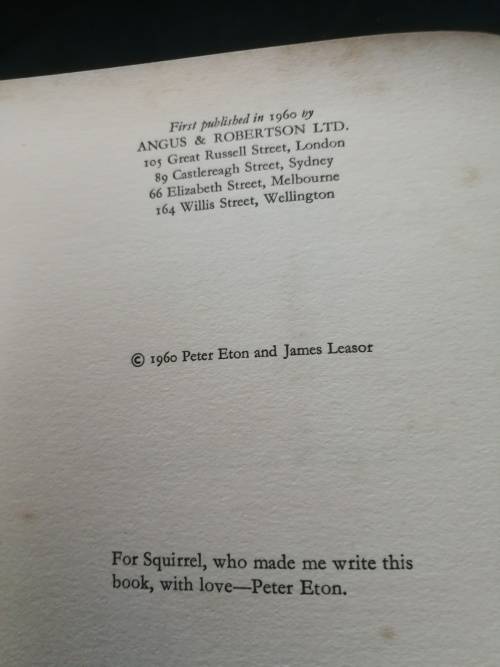 First published in 1960 by
ANGUS & ROBERTSON LTD.
105 Great Russell Street, London
89 Castlereagh Street, Sydney
66 Elizabeth Street, Melbourne
164 Willis Street, Wellington
© 1960 Peter Eton and James Leasor
For Squirrel, who made me write this
book, with love—Peter Eton.